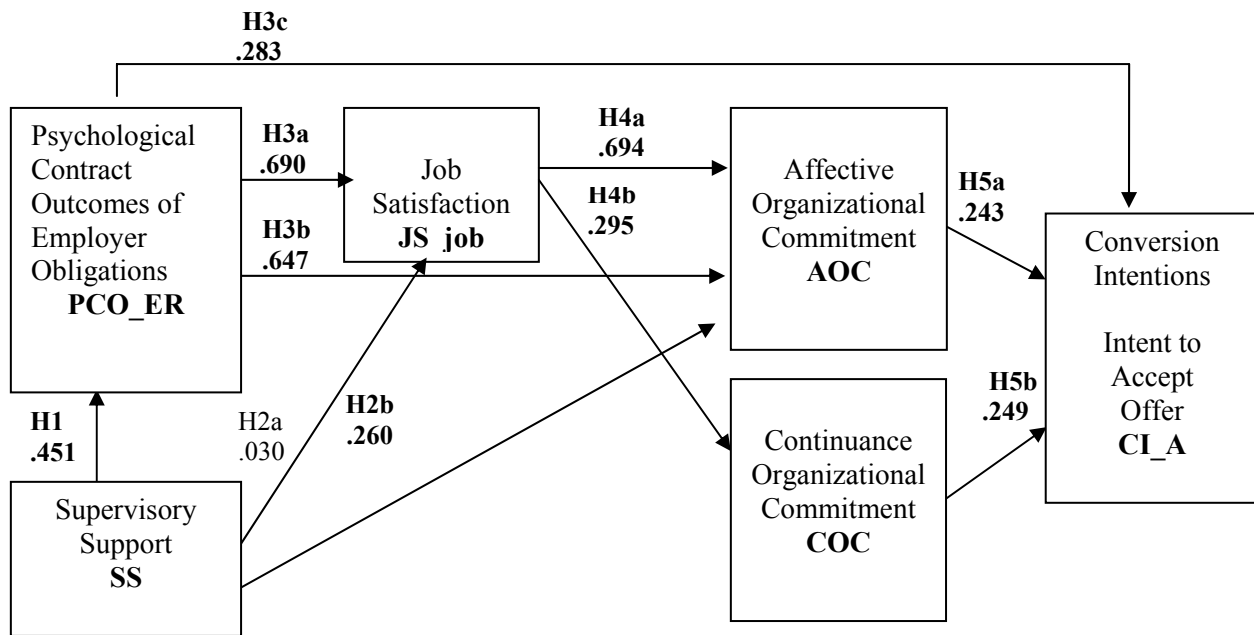 H3c
.283
Psychological
Contract
Outcomes of
Employer
Obligations
PCO_ER
H3a
.690
H3b
.647
Job
Satisfaction
JS_job
H4a
.694
H4b
.295
Affective
Organizational
Commitment
AOC
H5a
.243
Conversion
Intentions
Intent to
Accept
Offer
CI_A
H1
.451
H2a
.030
H2b
.260
Supervisory
Support
SS
Continuance
Organizational
Commitment
COC
H5b
.249